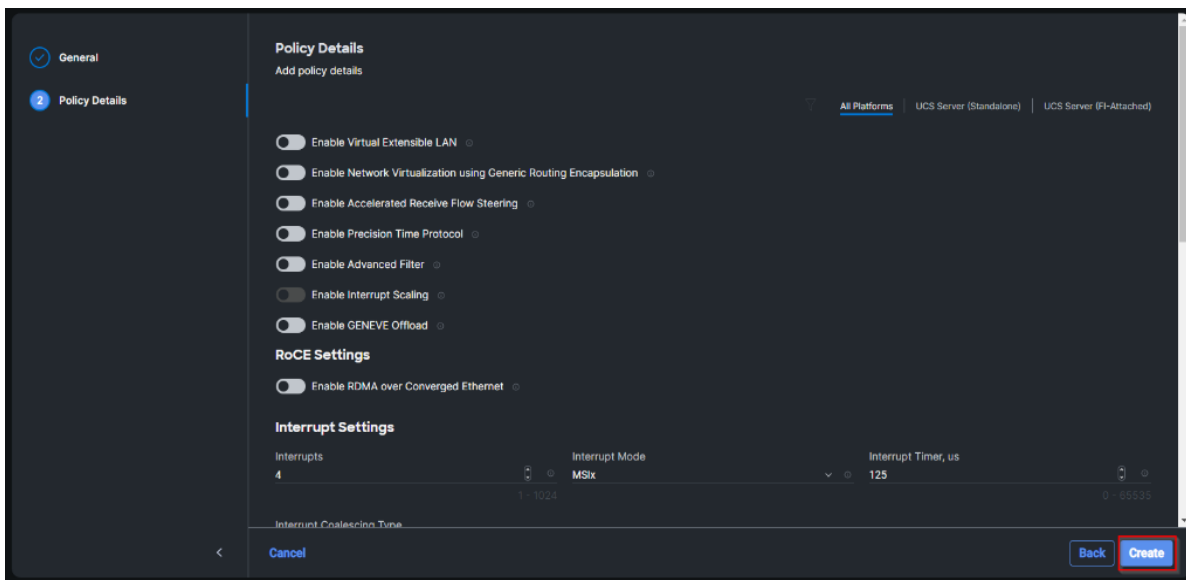 General
2 Policy Details
Policy Details
Add policy details
All Platforms UCS Server (Standalone) UCS Server (FI-Attached)
Enable Virtual Extensible LAN
Enable Network Virtualization using Generic Routing Encapsulation
Enable Accelerated Receive Flow Steering
Enable Precision Time Protocol
Enable Advanced Filter
Enable Interrupt Scaling
Enable GENEVE Offload
RoCE Settings
Enable RDMA over Converged Ethernet
Interrupt Settings
Interrupts Interrupt Mode Interrupt Timer, us
4 MSIx 125
1 - 1024 0 - 65535
Interrupt Coalescing Type
Cancel Back Create